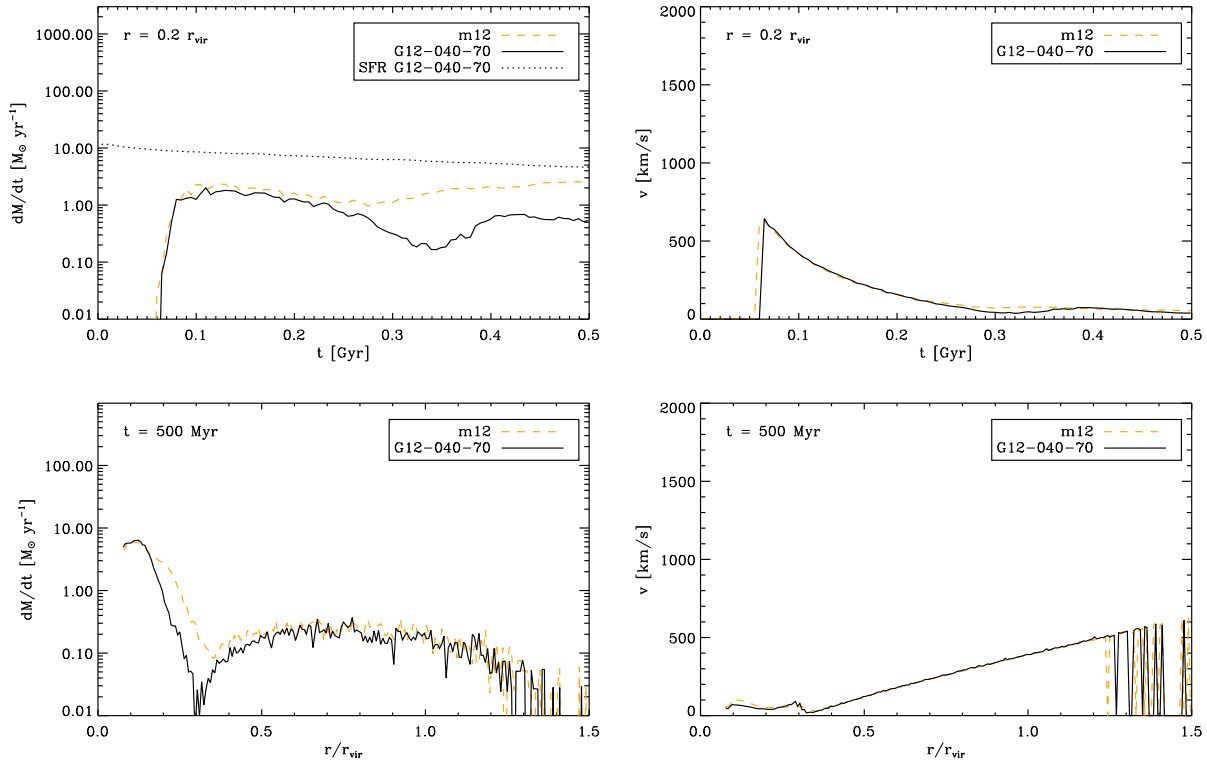 r = 0.2 r_vir
m12
G12-040-70
SFR G12-040-70
dM/dt [M_⊙ yr⁻¹]
1000.00
100.00
10.00
1.00
0.10
0.01
0.0 0.1 0.2 0.3 0.4 0.5
t [Gyr]
r = 0.2 r_vir
m12
G12-040-70
v [km/s]
2000
1500
1000
500
0
0.0 0.1 0.2 0.3 0.4 0.5
t [Gyr]
t = 500 Myr
m12
G12-040-70
dM/dt [M_⊙ yr⁻¹]
100.00
10.00
1.00
0.10
0.01
0.0 0.5 1.0 1.5
r/r_vir
t = 500 Myr
m12
G12-040-70
v [km/s]
2000
1500
1000
500
0
0.0 0.5 1.0 1.5
r/r_vir